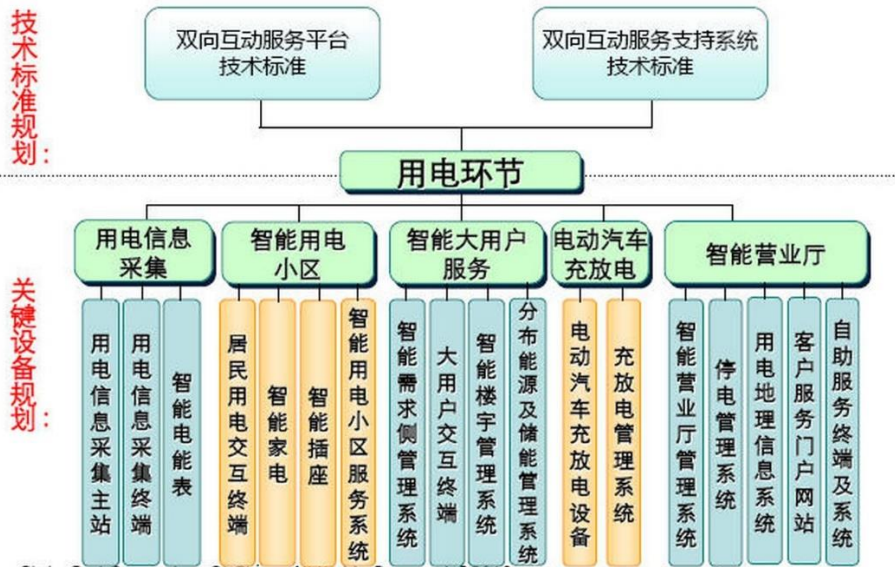 技术标准规划：
双向互动服务平台
技术标准
双向互动服务支持系统
技术标准
用电环节
关键设备规划：
用电信息
采集
智能用电
小区
智能大用户
服务
电动汽车
充放电
智能营业厅
用电信息采集主站
用电信息采集终端
智能电能表
居民用电交互终端
智能家电
智能插座
智能用电小区服务系统
智能需求侧管理系统
大用户交互终端
智能楼宇管理系统
分布能源及储能管理系统
电动汽车充放电设备
充放电管理系统
智能营业厅管理系统
停电管理系统
用电地理信息系统
客户服务门户网站
自助服务终端及系统